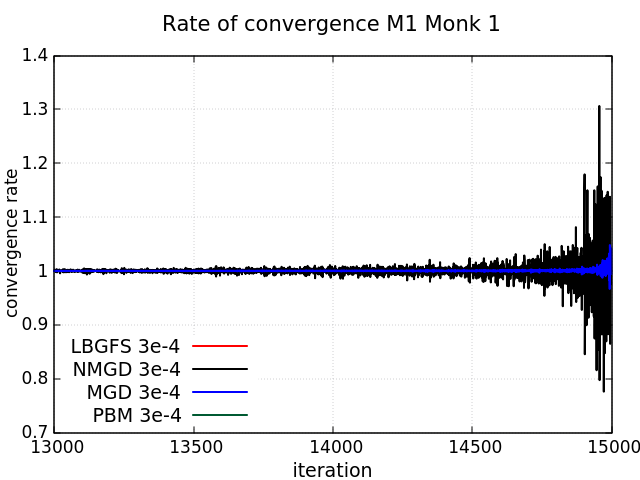 Rate of convergence M1 Monk 1
1.4
1.3
1.2
1.1
1
0.9
0.8
0.7
convergence rate
LBGFS 3e-4
NMGD 3e-4
MGD 3e-4
PBM 3e-4
13000 13500 14000 14500 15000
iteration